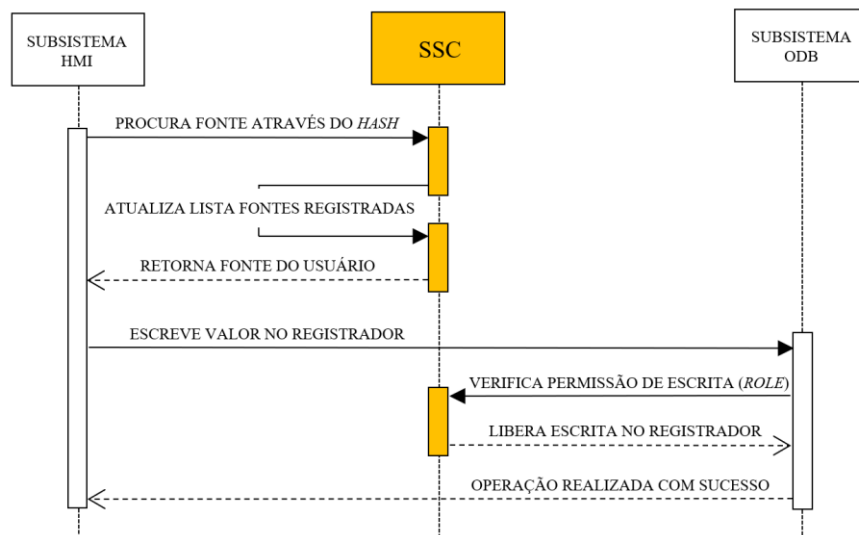 SUBSISTEMA
HMI
SSC
SUBSISTEMA
ODB
PROCURA FONTE ATRAVÉS DO HASH
ATUALIZA LISTA FONTES REGISTRADAS
RETORNA FONTE DO USUÁRIO
ESCREVE VALOR NO REGISTRADOR
VERIFICA PERMISSÃO DE ESCRITA (ROLE)
LIBERA ESCRITA NO REGISTRADOR
OPERAÇÃO REALIZADA COM SUCESSO